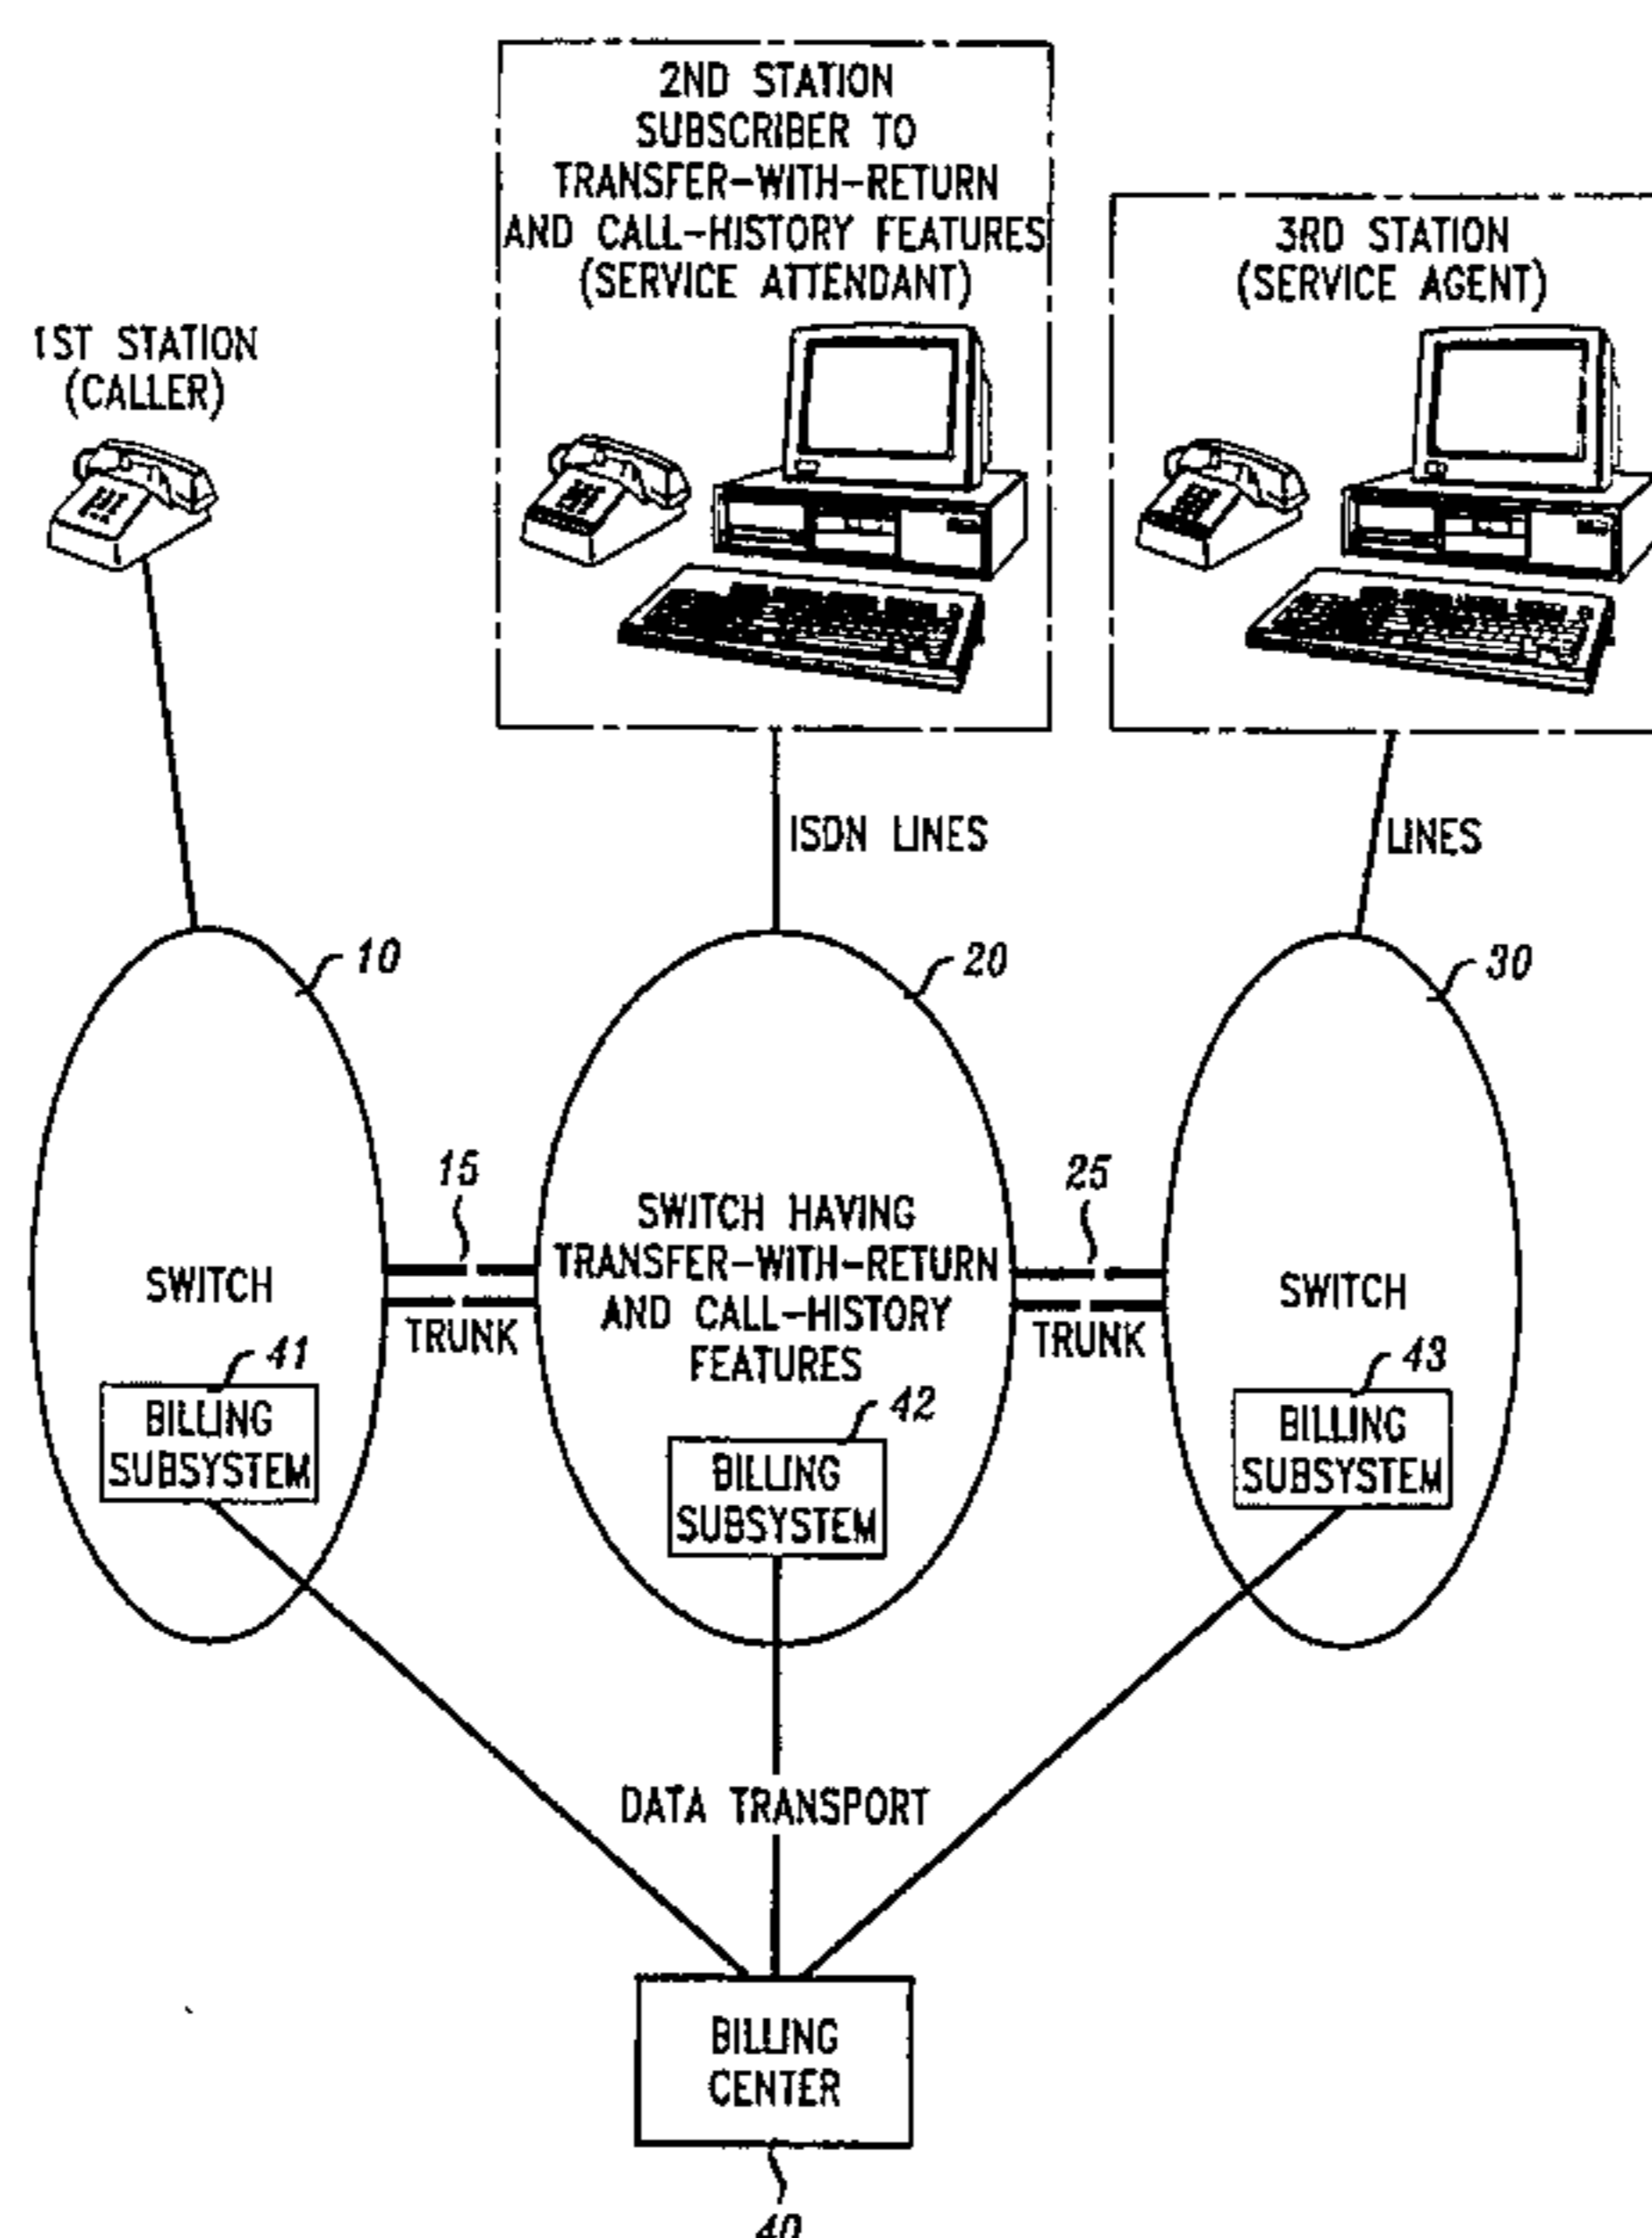 2ND STATION
SUBSCRIBER TO
TRANSFER-WITH-RETURN
AND CALL-HISTORY FEATURES
(SERVICE ATTENDANT)
3RD STATION
(SERVICE AGENT)
1ST STATION
(CALLER)
ISDN LINES
LINES
10
20
30
15
25
SWITCH
SWITCH HAVING
TRANSFER-WITH-RETURN
AND CALL-HISTORY
FEATURES
SWITCH
TRUNK
TRUNK
41
BILLING
SUBSYSTEM
42
BILLING
SUBSYSTEM
43
BILLING
SUBSYSTEM
DATA TRANSPORT
BILLING
CENTER
40